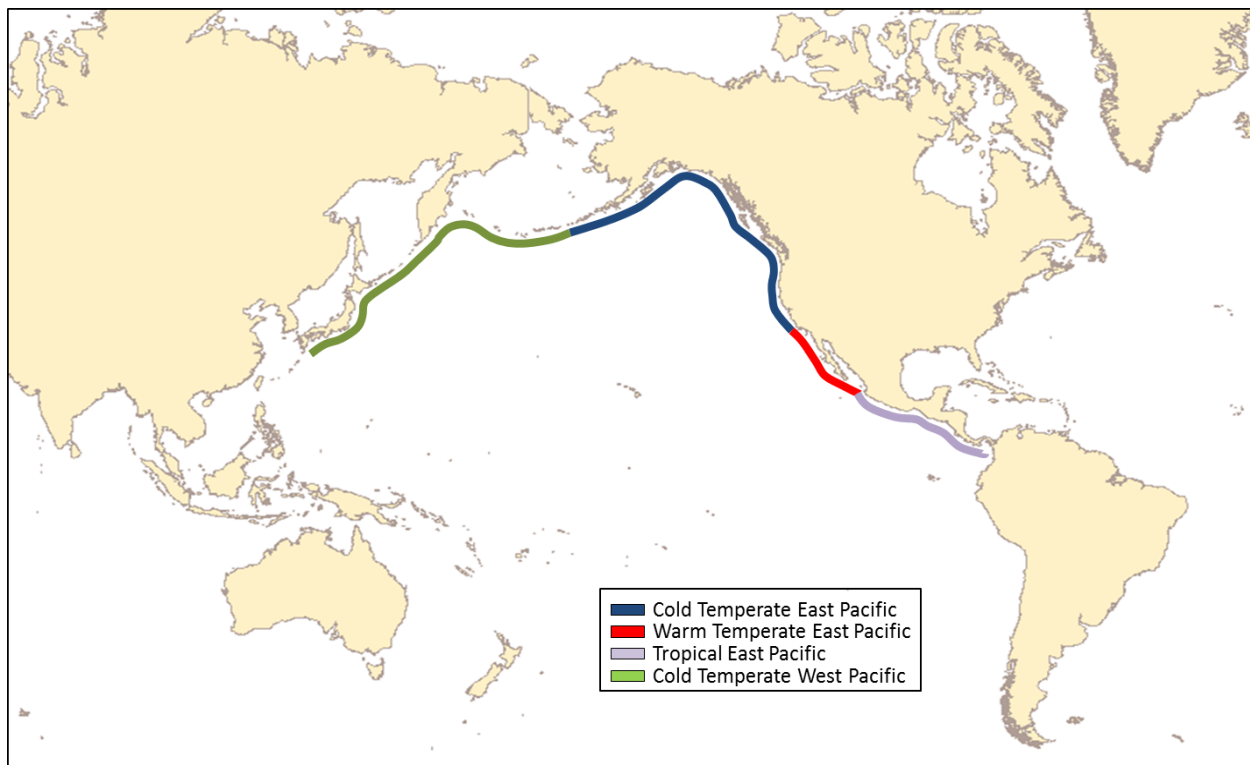 Cold Temperate East Pacific
Warm Temperate East Pacific
Tropical East Pacific
Cold Temperate West Pacific